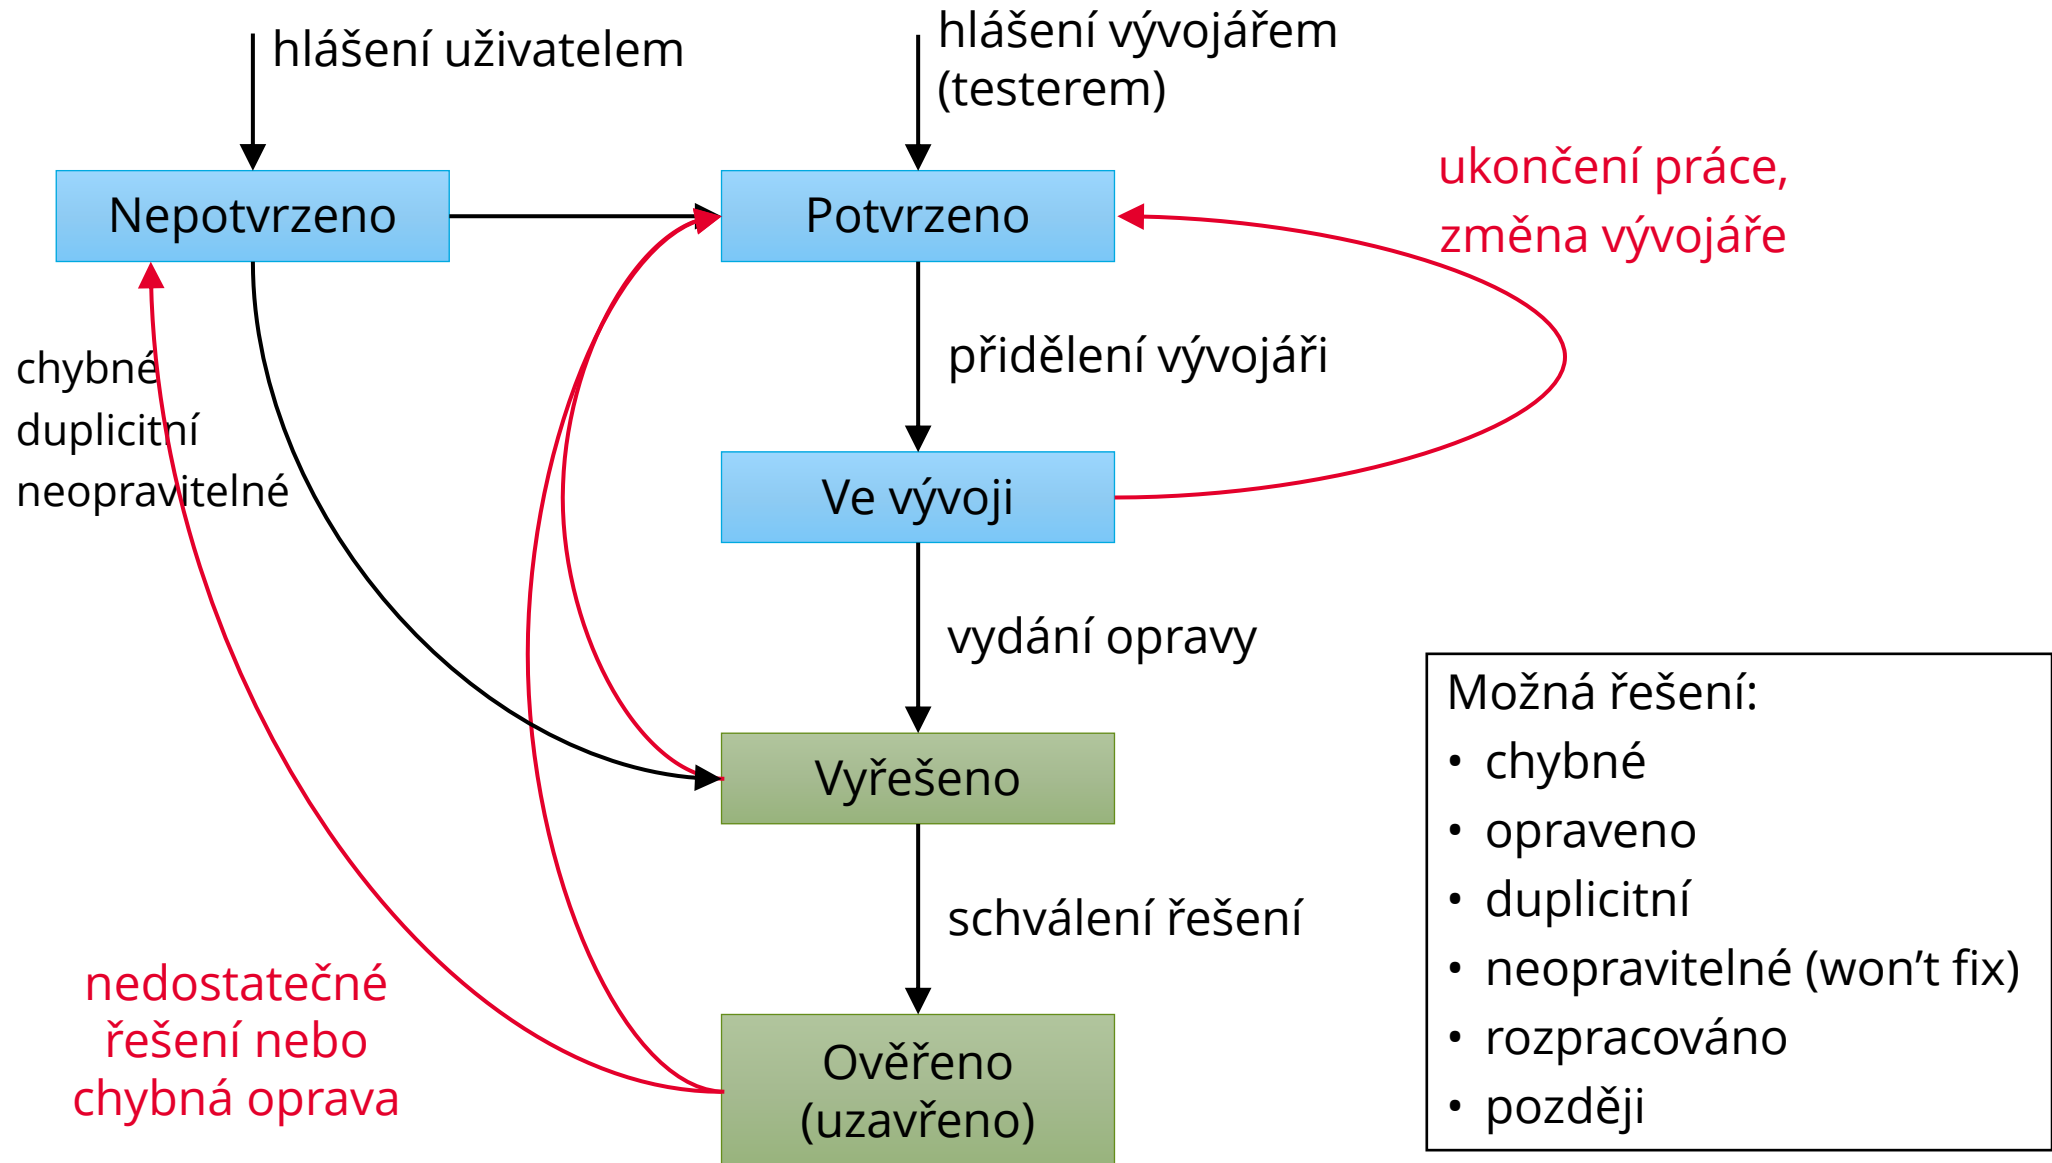 hlášení uživatelem
hlášení vývojářem
(testerem)
Nepotvrzeno
Potvrzeno
ukončení práce,
změna vývojáře
chybné
duplicitní
neopravitelné
přidělení vývojáři
Ve vývoji
vydání opravy
Vyřešeno
schválení řešení
nedostatečné
řešení nebo
chybná oprava
Ověřeno
(uzavřeno)
Možná řešení:
• chybné
• opraveno
• duplicitní
• neopravitelné (won’t fix)
• rozpracováno
• později